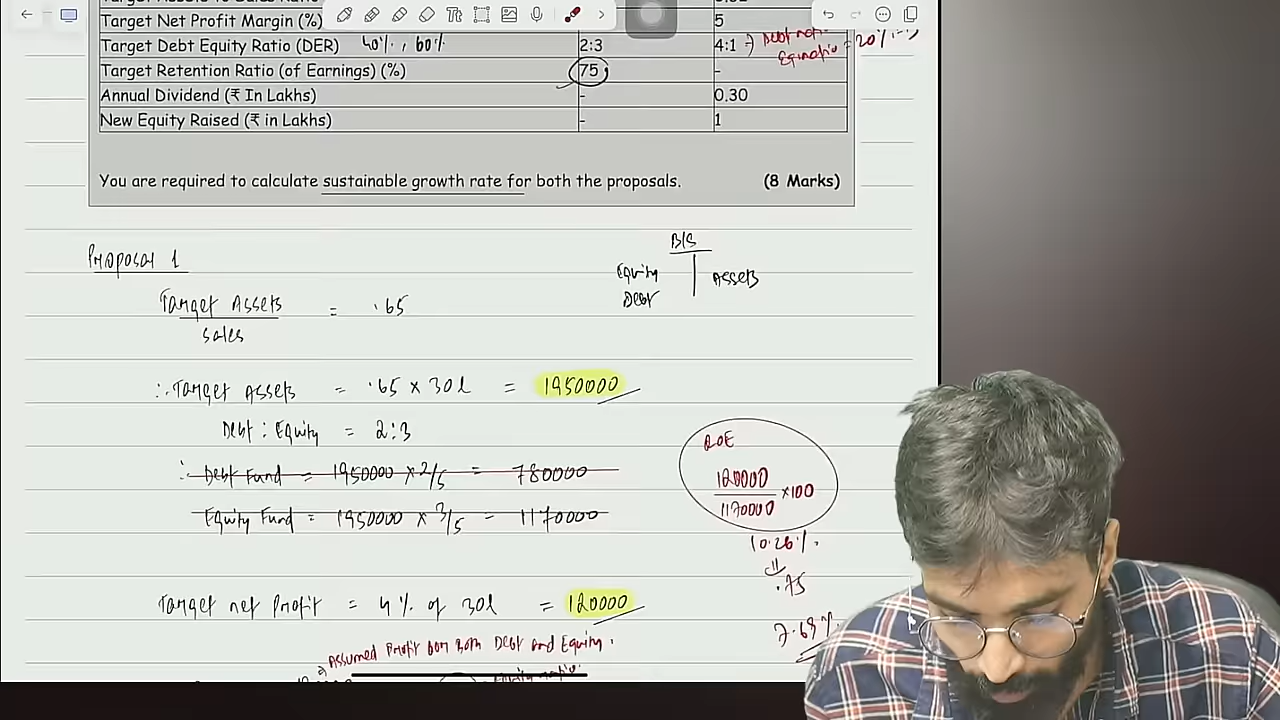 Target Net Profit Margin (%) 5
Target Debt Equity Ratio (DER) 40%, 60% 2:3 4:1 Debt ratio
Eq. ratio = 20%
Target Retention Ratio (of Earnings) (%) 75 -
Annual Dividend (₹ In Lakhs) - 0.30
New Equity Raised (₹ in Lakhs) - 1
You are required to calculate sustainable growth rate for both the proposals. (8 Marks)
Proposal 1
B/S
Equity Assets
Debt
Target Assets = .65
Sales
∴ Target Assets = .65 × 30l = 1950000
Debt : Equity = 2:3
∴ Debt Fund = 1950000 × 2/5 = 780000
Equity Fund = 1950000 × 3/5 = 1170000
ROE
120000
1170000 ×100
10.26%
.75
7.69%
Target net Profit = 4% of 30l = 120000
Assumed Profit for both Debt and Equity.